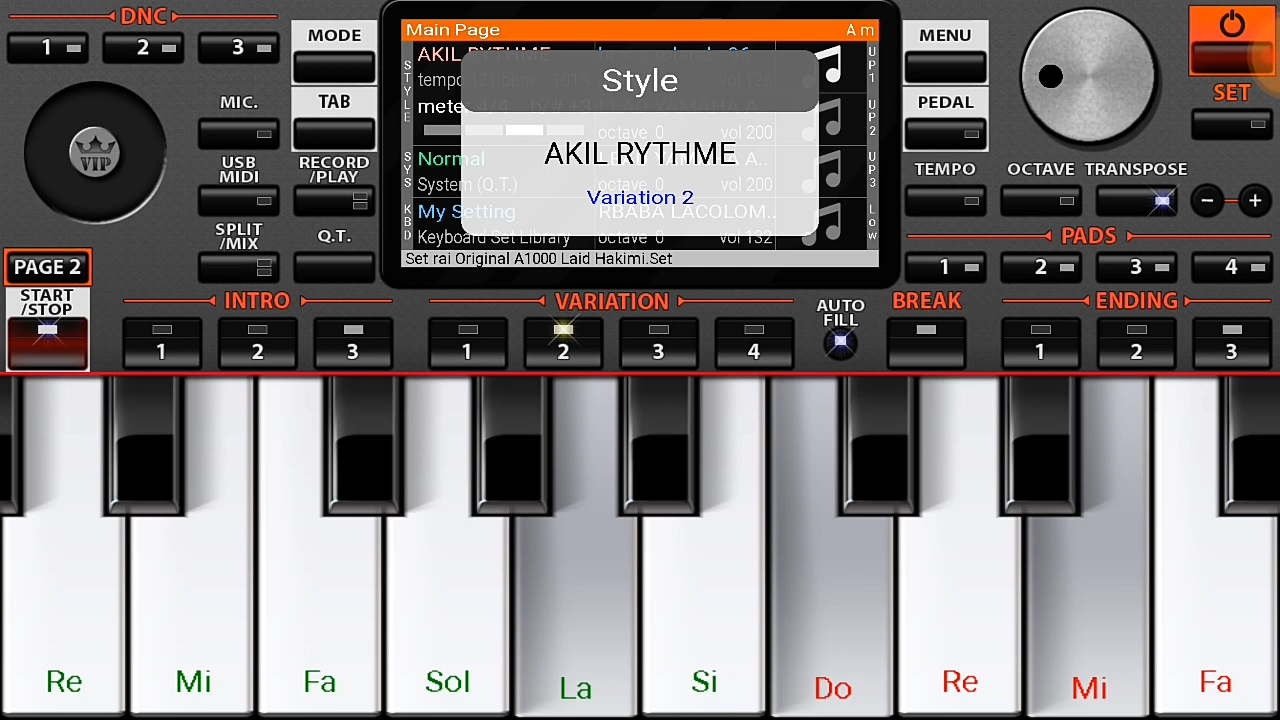 DNC
1 2 3
MODE
TAB
MIC.
USB
MIDI
RECORD
/PLAY
SPLIT
/MIX
Q.T.
VIP
PAGE 2
START
/STOP
Main Page
A m
STYLE
AKIL RYTHME
tempo
UP1
Style
UP2
octave 0 vol 200
AKIL RYTHME
SYS
Normal
UP3
System (Q.T.) vol 200
Variation 2
KBD
My Setting RBABA LACOLOM..
LOW
Keyboard Set Library octave 0 vol 132
Set rai Original A1000 Laid Hakimi.Set
MENU
PEDAL
SET
TEMPO OCTAVE TRANSPOSE
- +
PADS
1 2 3 4
INTRO
1 2 3
VARIATION
1 2 3 4
AUTO
FILL
BREAK
ENDING
1 2 3
Re Mi Fa Sol La Si Do Re Mi Fa